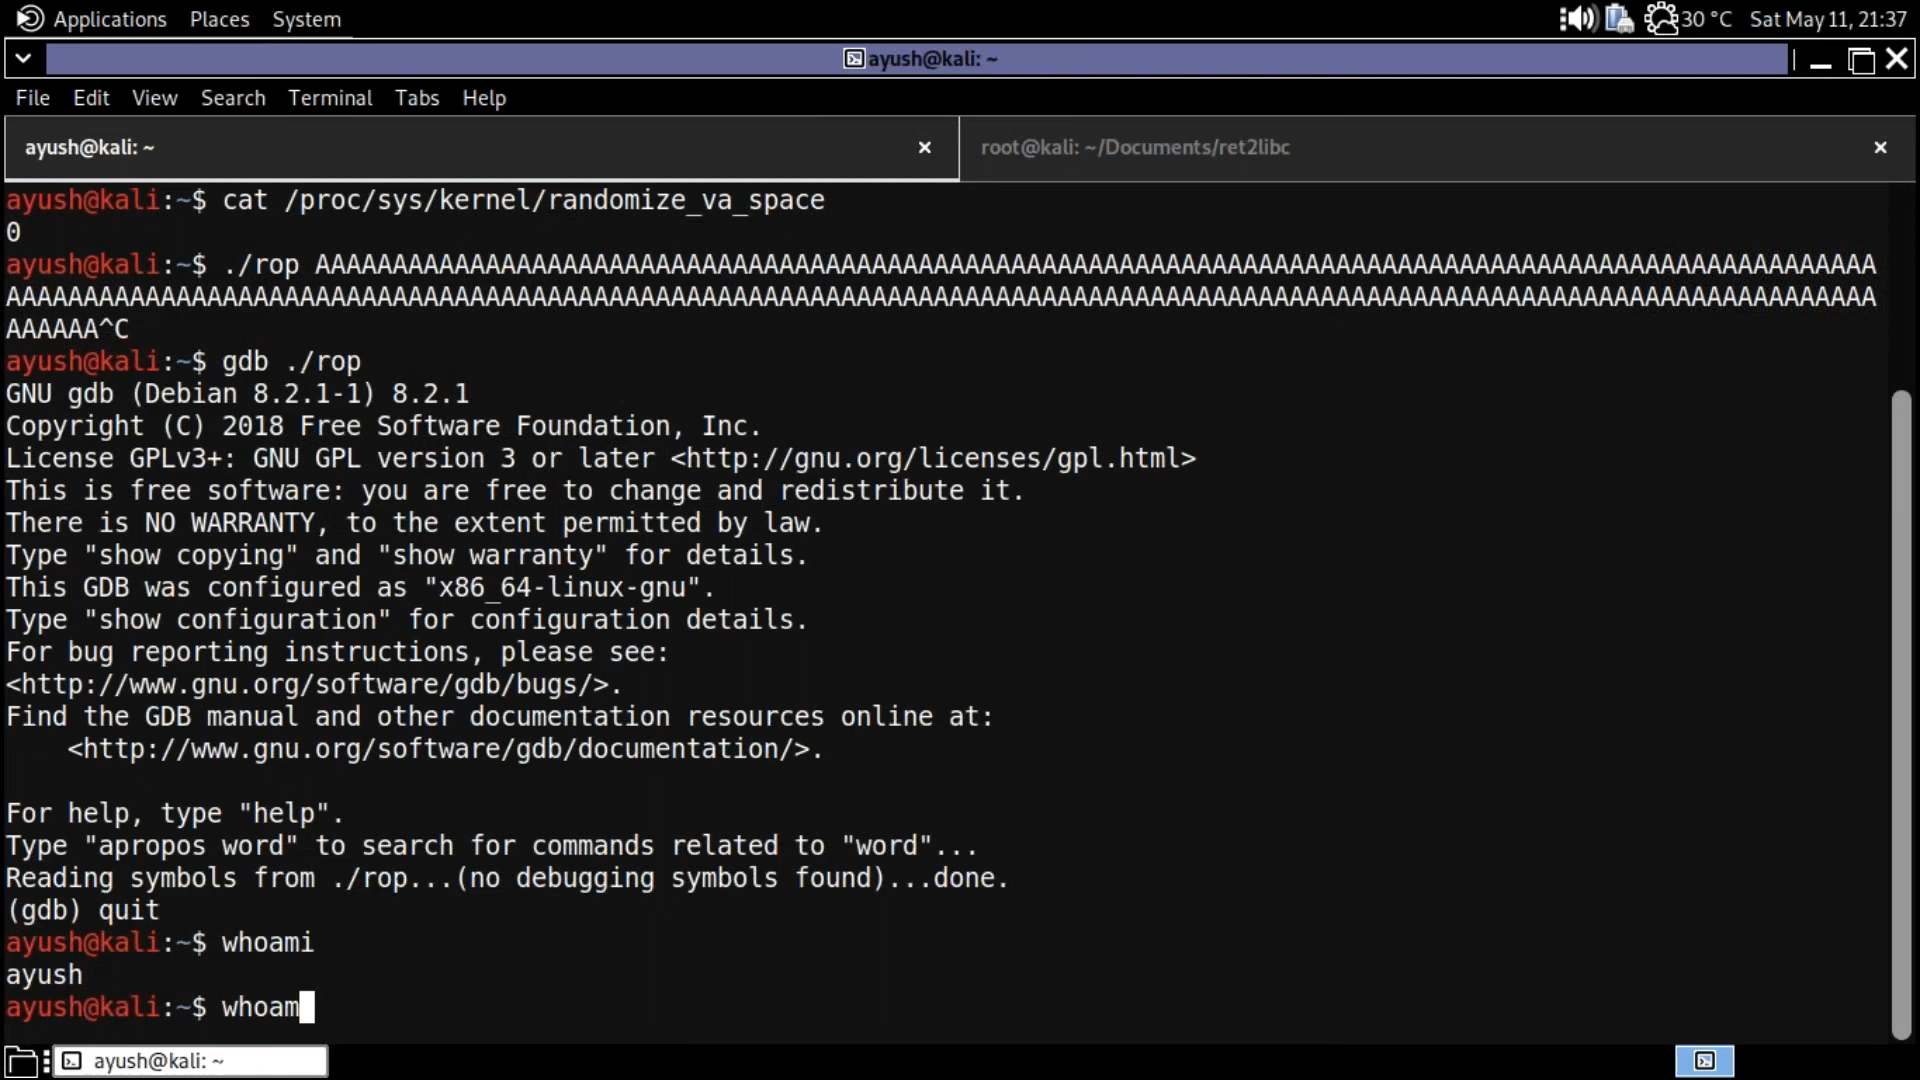 Applications Places System 30 °C Sat May 11, 21:37
ayush@kali: ~
File Edit View Search Terminal Tabs Help
ayush@kali: ~ × root@kali: ~/Documents/ret2libc ×
ayush@kali:~$ cat /proc/sys/kernel/randomize_va_space
0
ayush@kali:~$ ./rop AAAAAAAAAAAAAAAAAAAAAAAAAAAAAAAAAAAAAAAAAAAAAAAAAAAAAAAAAAAAAAAAAAAAAAAAAAAAAAAAAAAAAAAAAAAAAAAAAAAAA
AAAAAAAAAAAAAAAAAAAAAAAAAAAAAAAAAAAAAAAAAAAAAAAAAAAAAAAAAAAAAAAAAAAAAAAAAAAAAAAAAAAAAAAAAAAAAAAAAAAAAAAAAAAAAAAAAAAAAAAAA
AAAAAA^C
ayush@kali:~$ gdb ./rop
GNU gdb (Debian 8.2.1-1) 8.2.1
Copyright (C) 2018 Free Software Foundation, Inc.
License GPLv3+: GNU GPL version 3 or later <http://gnu.org/licenses/gpl.html>
This is free software: you are free to change and redistribute it.
There is NO WARRANTY, to the extent permitted by law.
Type "show copying" and "show warranty" for details.
This GDB was configured as "x86_64-linux-gnu".
Type "show configuration" for configuration details.
For bug reporting instructions, please see:
<http://www.gnu.org/software/gdb/bugs/>.
Find the GDB manual and other documentation resources online at:
    <http://www.gnu.org/software/gdb/documentation/>.
For help, type "help".
Type "apropos word" to search for commands related to "word"...
Reading symbols from ./rop...(no debugging symbols found)...done.
(gdb) quit
ayush@kali:~$ whoami
ayush
ayush@kali:~$ whoam
ayush@kali: ~